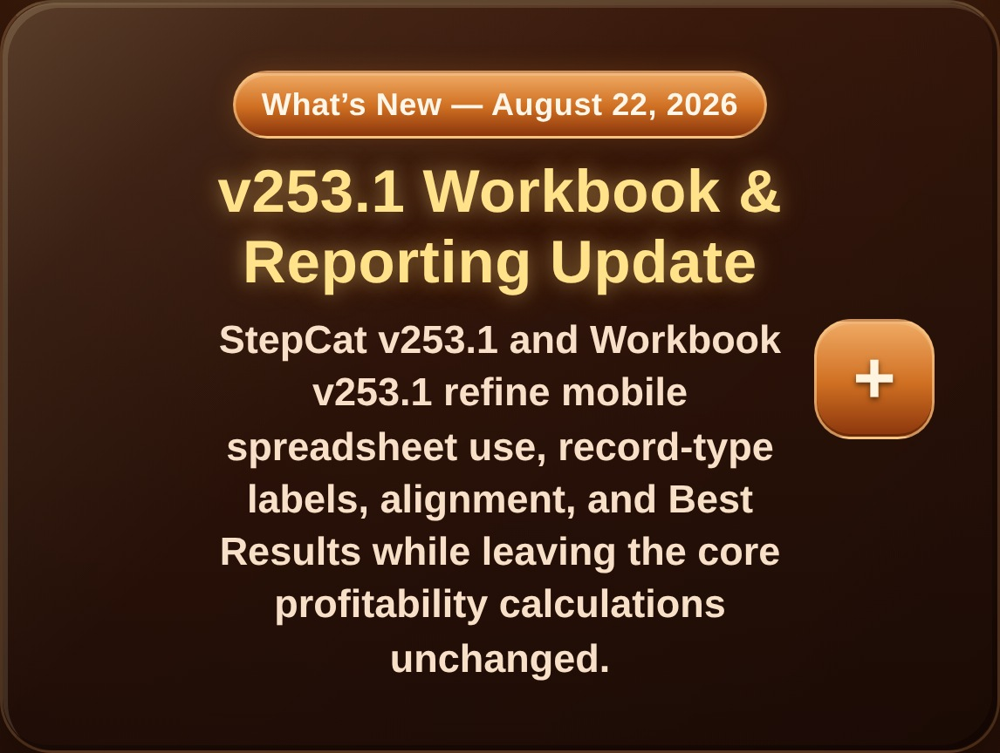 What’s New — August 22, 2026
v253.1 Workbook &
Reporting Update
StepCat v253.1 and Workbook
v253.1 refine mobile
spreadsheet use, record-type
labels, alignment, and Best
Results while leaving the core
profitability calculations
unchanged.
+